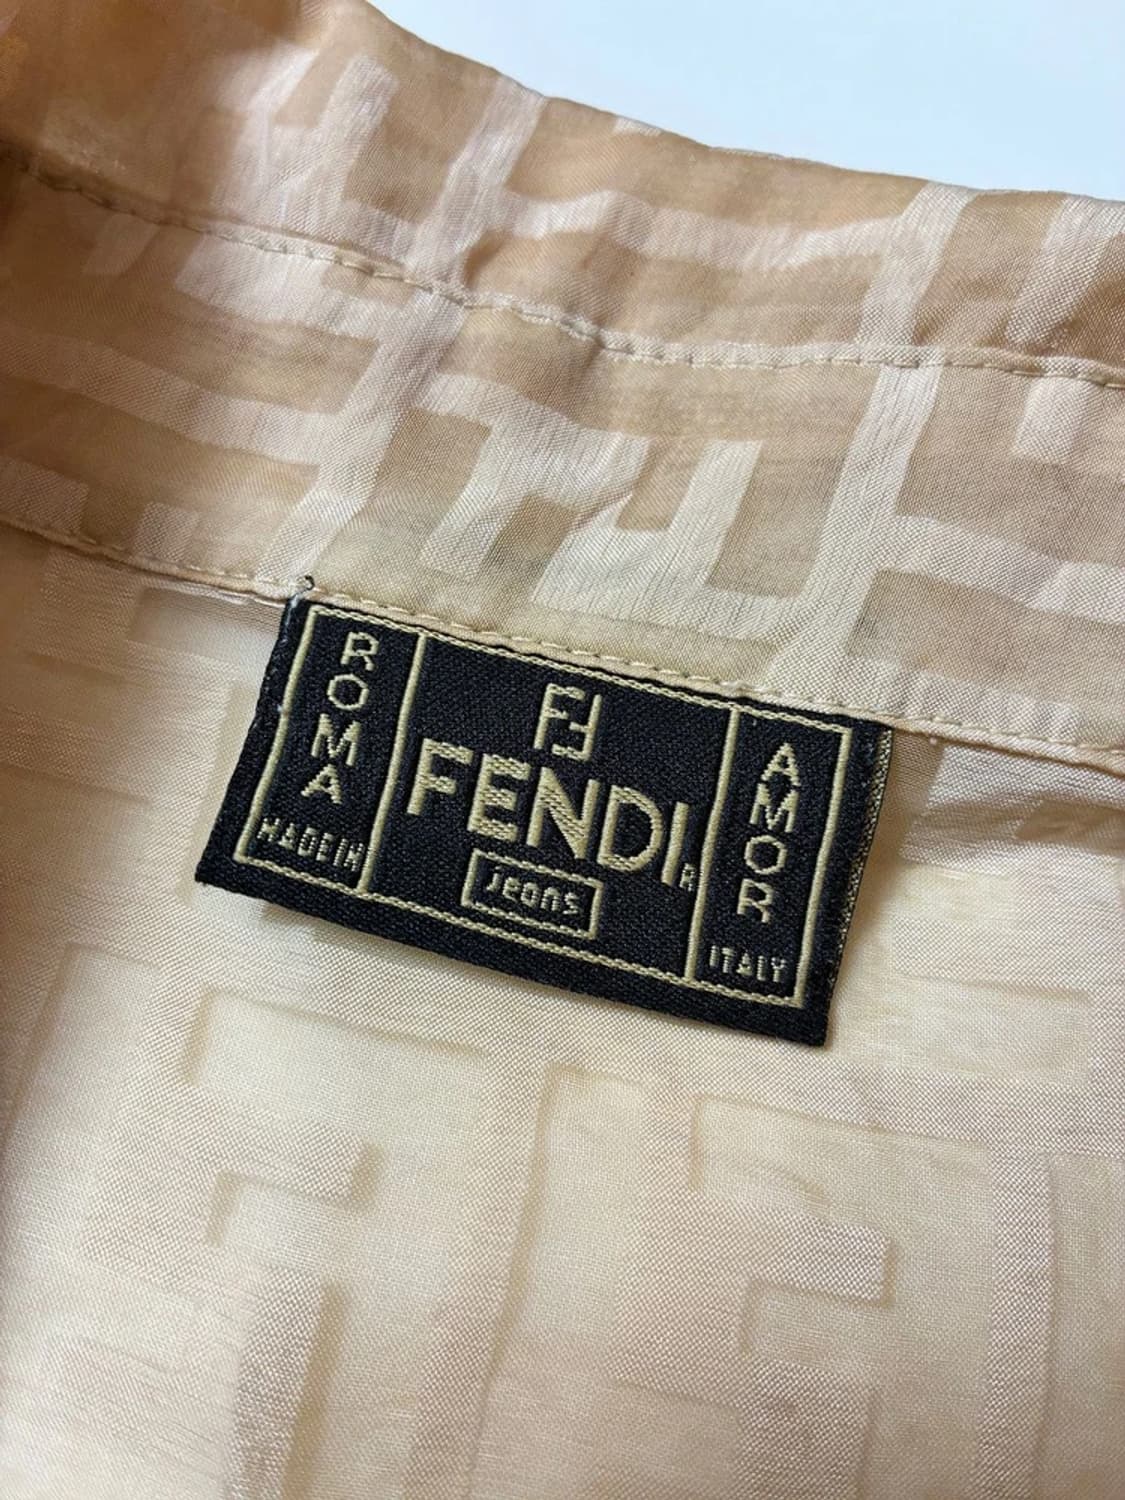 ROMA
MADE IN
FF
FENDI
R
jeans
AMOR
ITALY